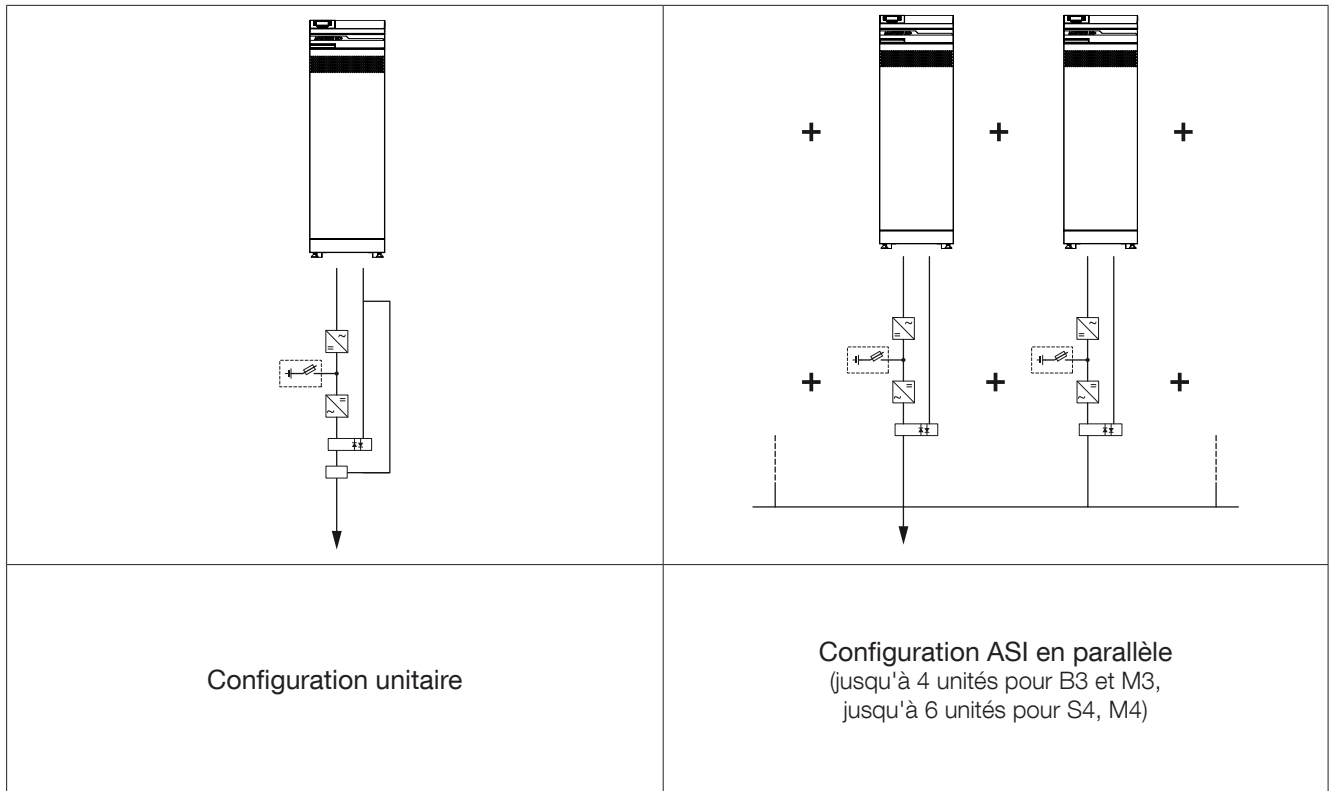 Configuration unitaire
Configuration ASI en parallèle
(jusqu'à 4 unités pour B3 et M3,
jusqu'à 6 unités pour S4, M4)